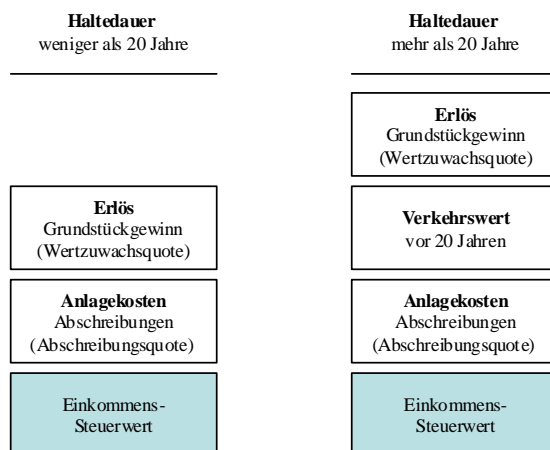 Haltedauer
weniger als 20 Jahre
Erlös
Grundstückgewinn
(Wertzuwachsquote)
Anlagekosten
Abschreibungen
(Abschreibungsquote)
Einkommens-
Steuerwert
Haltedauer
mehr als 20 Jahre
Erlös
Grundstückgewinn
(Wertzuwachsquote)
Verkehrswert
vor 20 Jahren
Anlagekosten
Abschreibungen
(Abschreibungsquote)
Einkommens-
Steuerwert